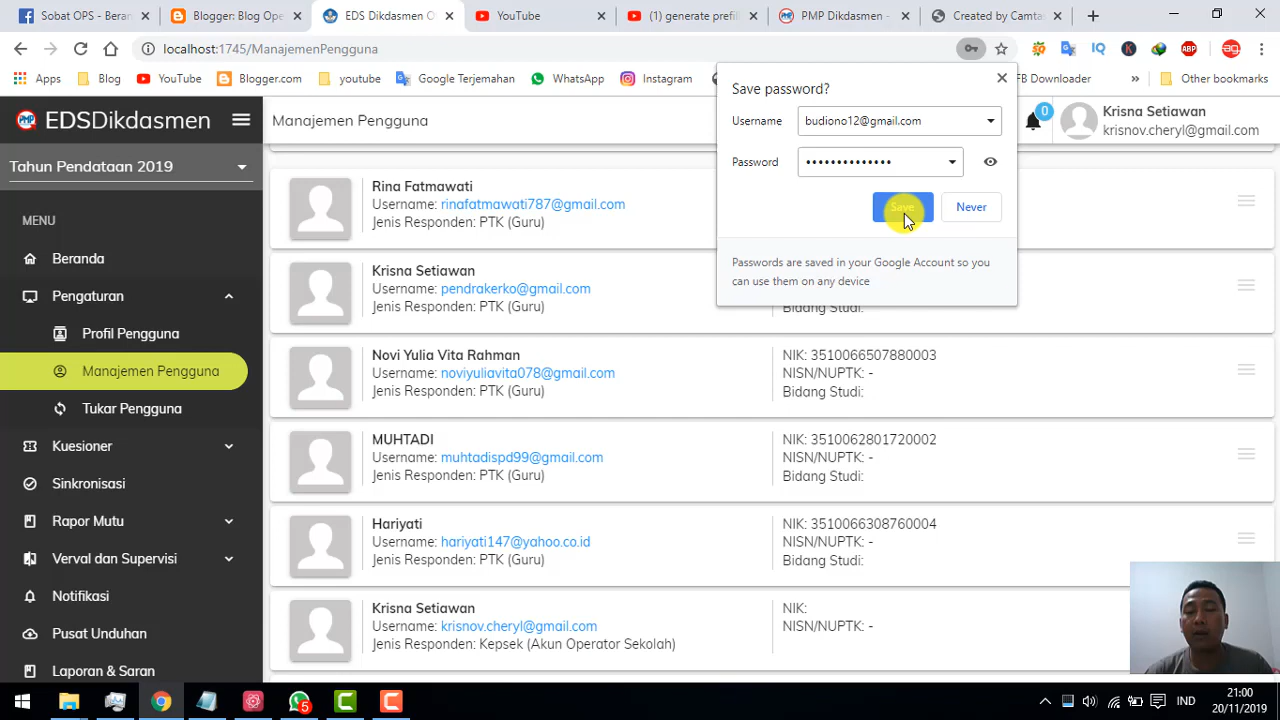 Sobat OPS - Beran
Blogger: Blog Ope
EDS Dikdasmen C
YouTube
(1) generate prefil
PMP Dikdasmen -
Created by Camta
localhost:1745/ManajemenPengguna
Apps
Blog
YouTube
Blogger.com
youtube
Google Terjemahan
WhatsApp
Instagram
FB Downloader
Other bookmarks
EDSDikdasmen
Manajemen Pengguna
0
Krisna Setiawan
krisnov.cheryl@gmail.com
Tahun Pendataan 2019
MENU
Beranda
Pengaturan
Profil Pengguna
Manajemen Pengguna
Tukar Pengguna
Kuesioner
Sinkronisasi
Rapor Mutu
Verval dan Supervisi
Notifikasi
Pusat Unduhan
Laporan & Saran
Save password?
Username budiono12@gmail.com
Password ••••••••••••••
Save
Never
Passwords are saved in your Google Account so you
can use them on any device
Rina Fatmawati
Username: rinafatmawati787@gmail.com
Jenis Responden: PTK (Guru)
Krisna Setiawan
Username: pendrakerko@gmail.com
Jenis Responden: PTK (Guru)
Bidang Studi:
Novi Yulia Vita Rahman
Username: noviyuliavita078@gmail.com
Jenis Responden: PTK (Guru)
NIK: 3510066507880003
NISN/NUPTK: -
Bidang Studi:
MUHTADI
Username: muhtadispd99@gmail.com
Jenis Responden: PTK (Guru)
NIK: 3510062801720002
NISN/NUPTK: -
Bidang Studi:
Hariyati
Username: hariyati147@yahoo.co.id
Jenis Responden: PTK (Guru)
NIK: 3510066308760004
NISN/NUPTK: -
Bidang Studi:
Krisna Setiawan
Username: krisnov.cheryl@gmail.com
Jenis Responden: Kepsek (Akun Operator Sekolah)
NIK:
NISN/NUPTK: -
5
IND
21:00
20/11/2019